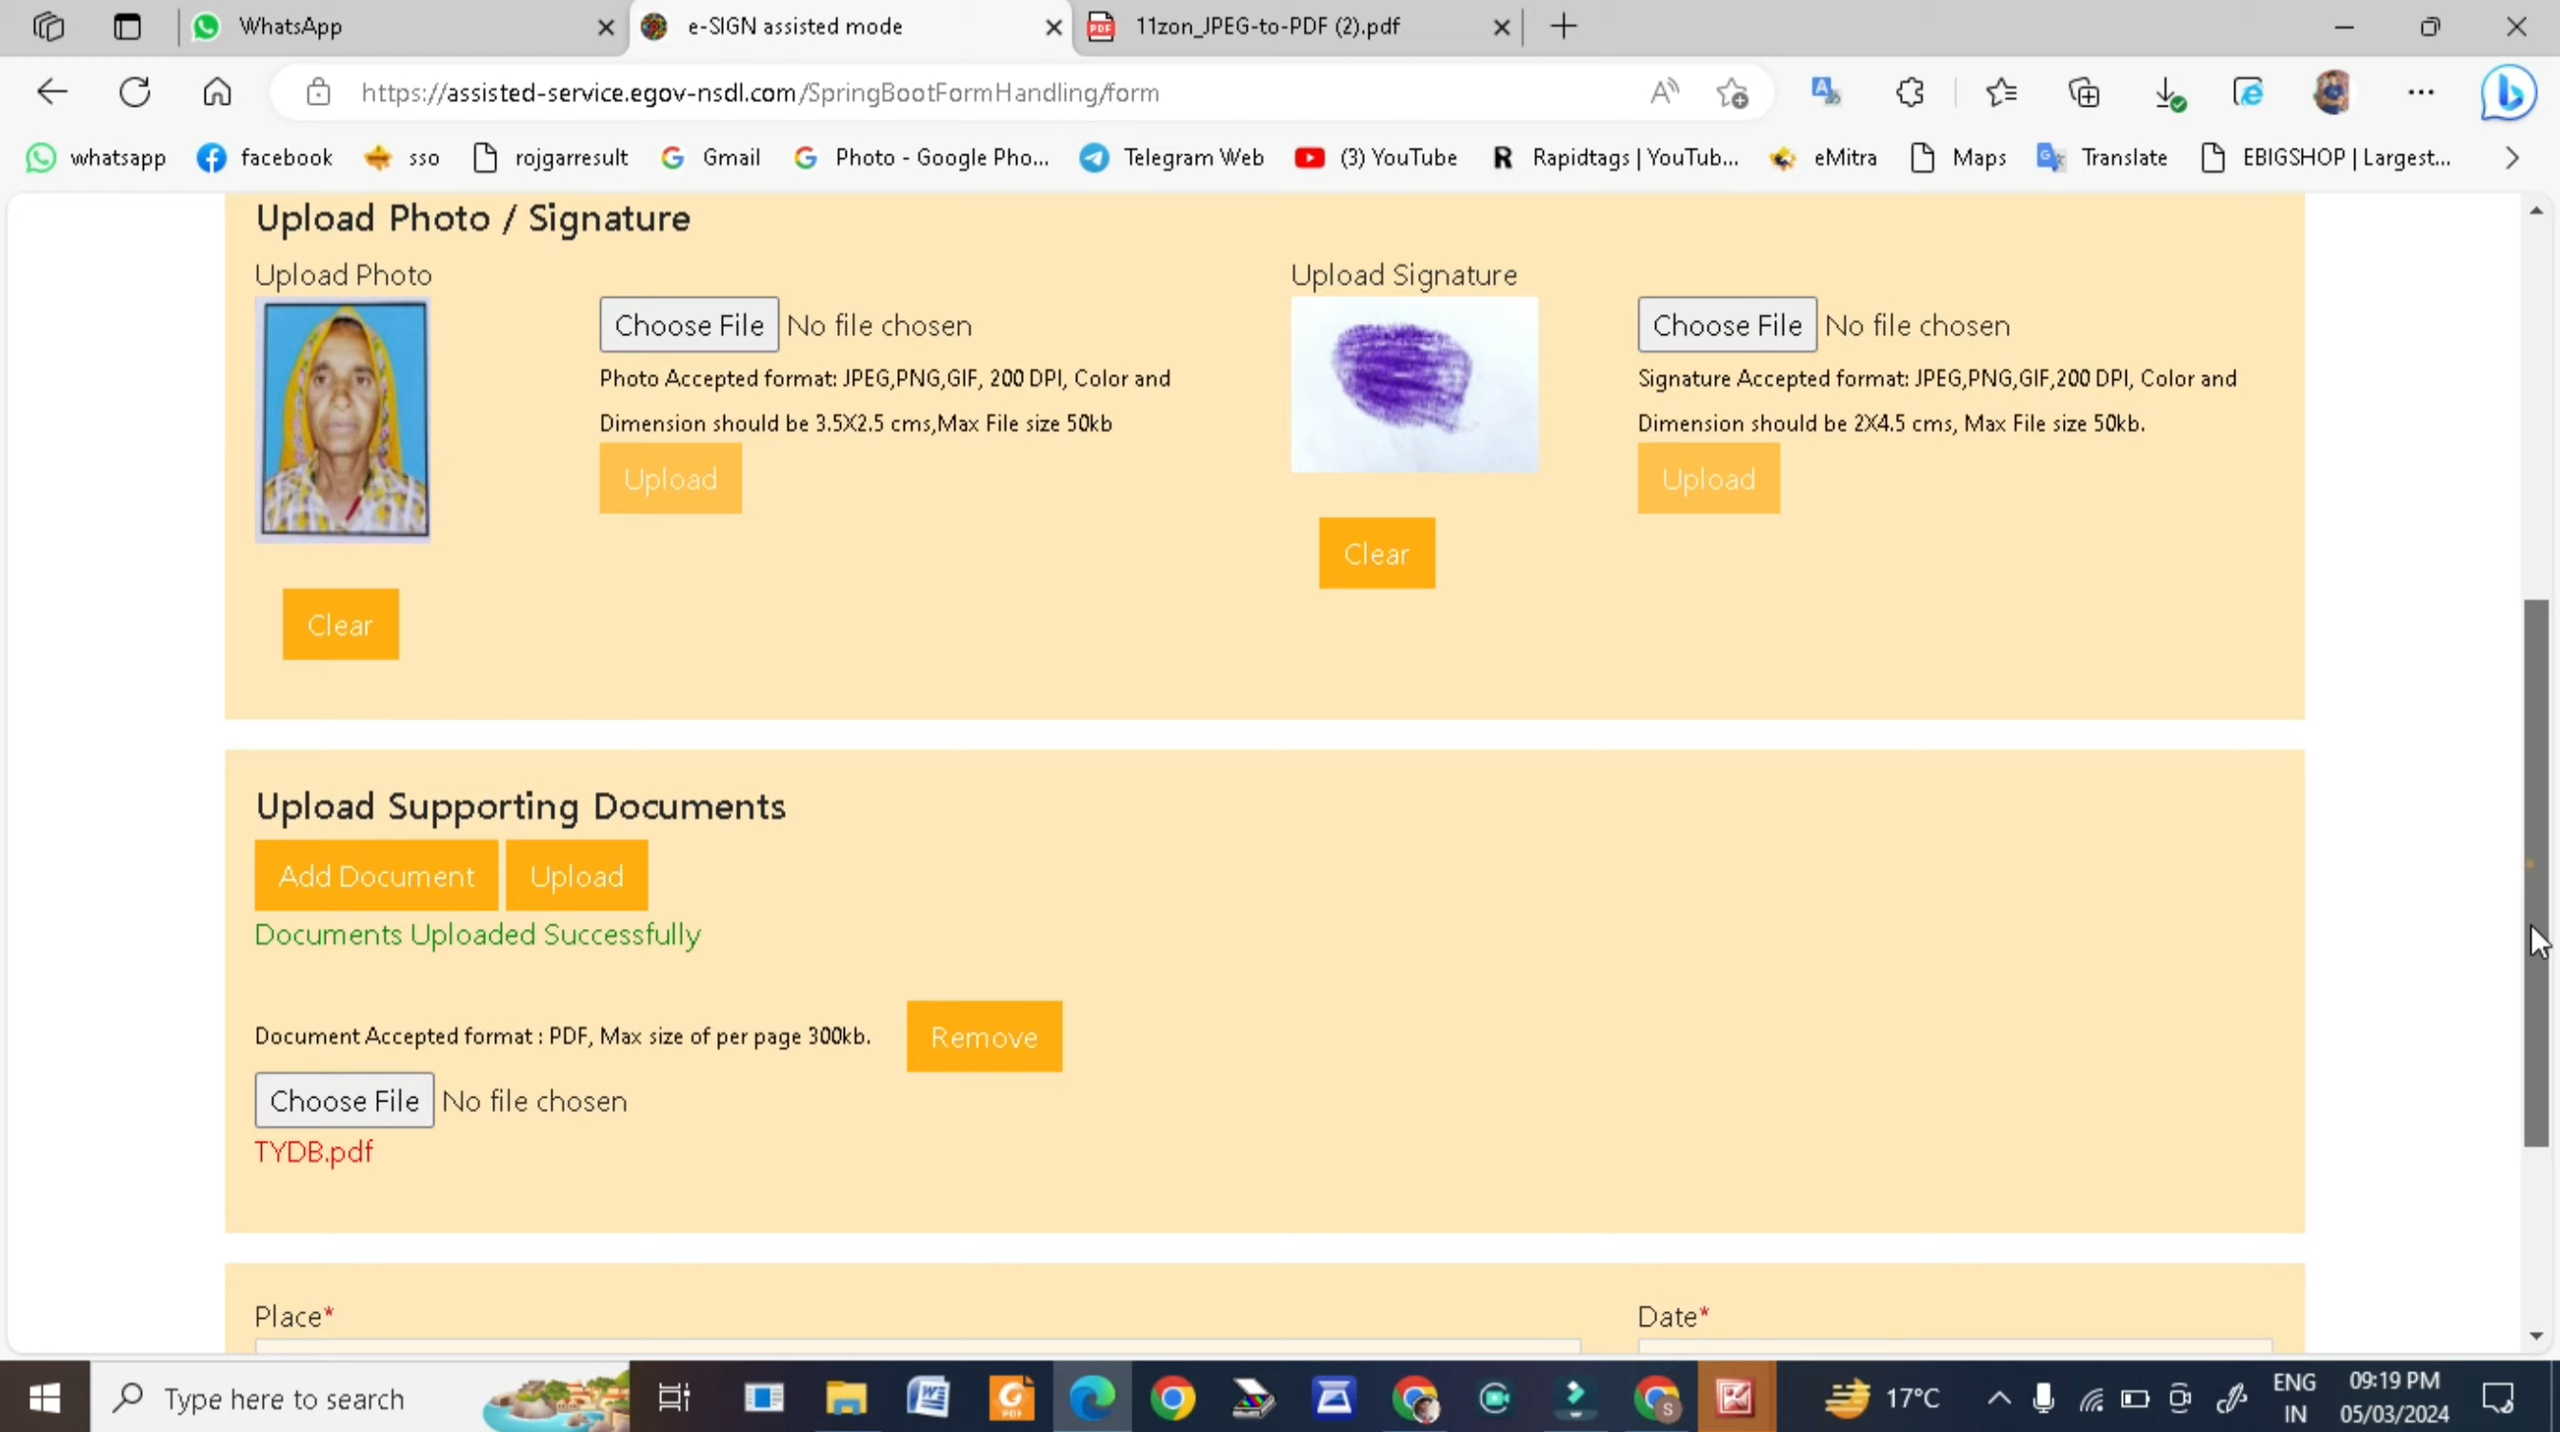 WhatsApp
e-SIGN assisted mode
11zon_JPEG-to-PDF (2).pdf
https://assisted-service.egov-nsdl.com/SpringBootFormHandling/form
whatsapp
facebook
sso
rojgarresult
Gmail
Photo - Google Pho...
Telegram Web
(3) YouTube
Rapidtags | YouTub...
eMitra
Maps
Translate
EBIGSHOP | Largest...
Upload Photo / Signature
Upload Photo
Choose File No file chosen
Photo Accepted format: JPEG,PNG,GIF, 200 DPI, Color and
Dimension should be 3.5X2.5 cms,Max File size 50kb
Upload
Clear
Upload Signature
Choose File No file chosen
Signature Accepted format: JPEG,PNG,GIF,200 DPI, Color and
Dimension should be 2X4.5 cms, Max File size 50kb.
Upload
Clear
Upload Supporting Documents
Add Document Upload
Documents Uploaded Successfully
Document Accepted format : PDF, Max size of per page 300kb.
Remove
Choose File No file chosen
TYDB.pdf
Place*
Date*
Type here to search
17°C
ENG
IN
09:19 PM
05/03/2024